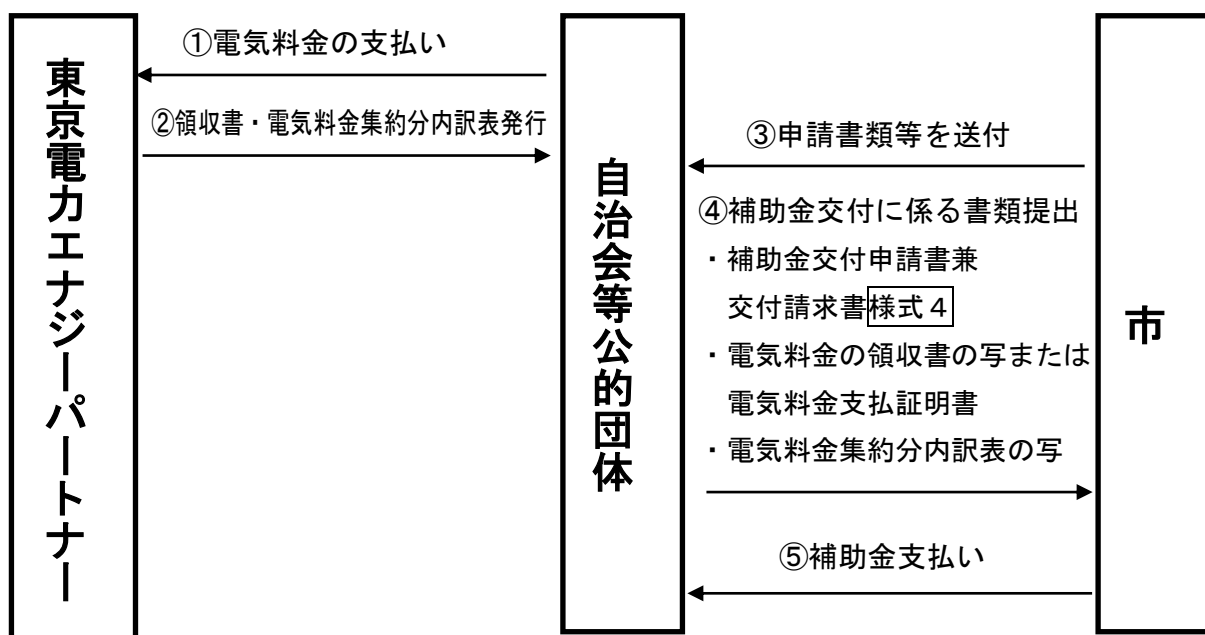 東京電力エナジーパートナー
①電気料金の支払い
②領収書・電気料金集約分内訳表発行
自治会等公的団体
③申請書類等を送付
④補助金交付に係る書類提出
・補助金交付申請書兼
交付請求書様式４
・電気料金の領収書の写または
電気料金支払証明書
・電気料金集約分内訳表の写
⑤補助金支払い
市